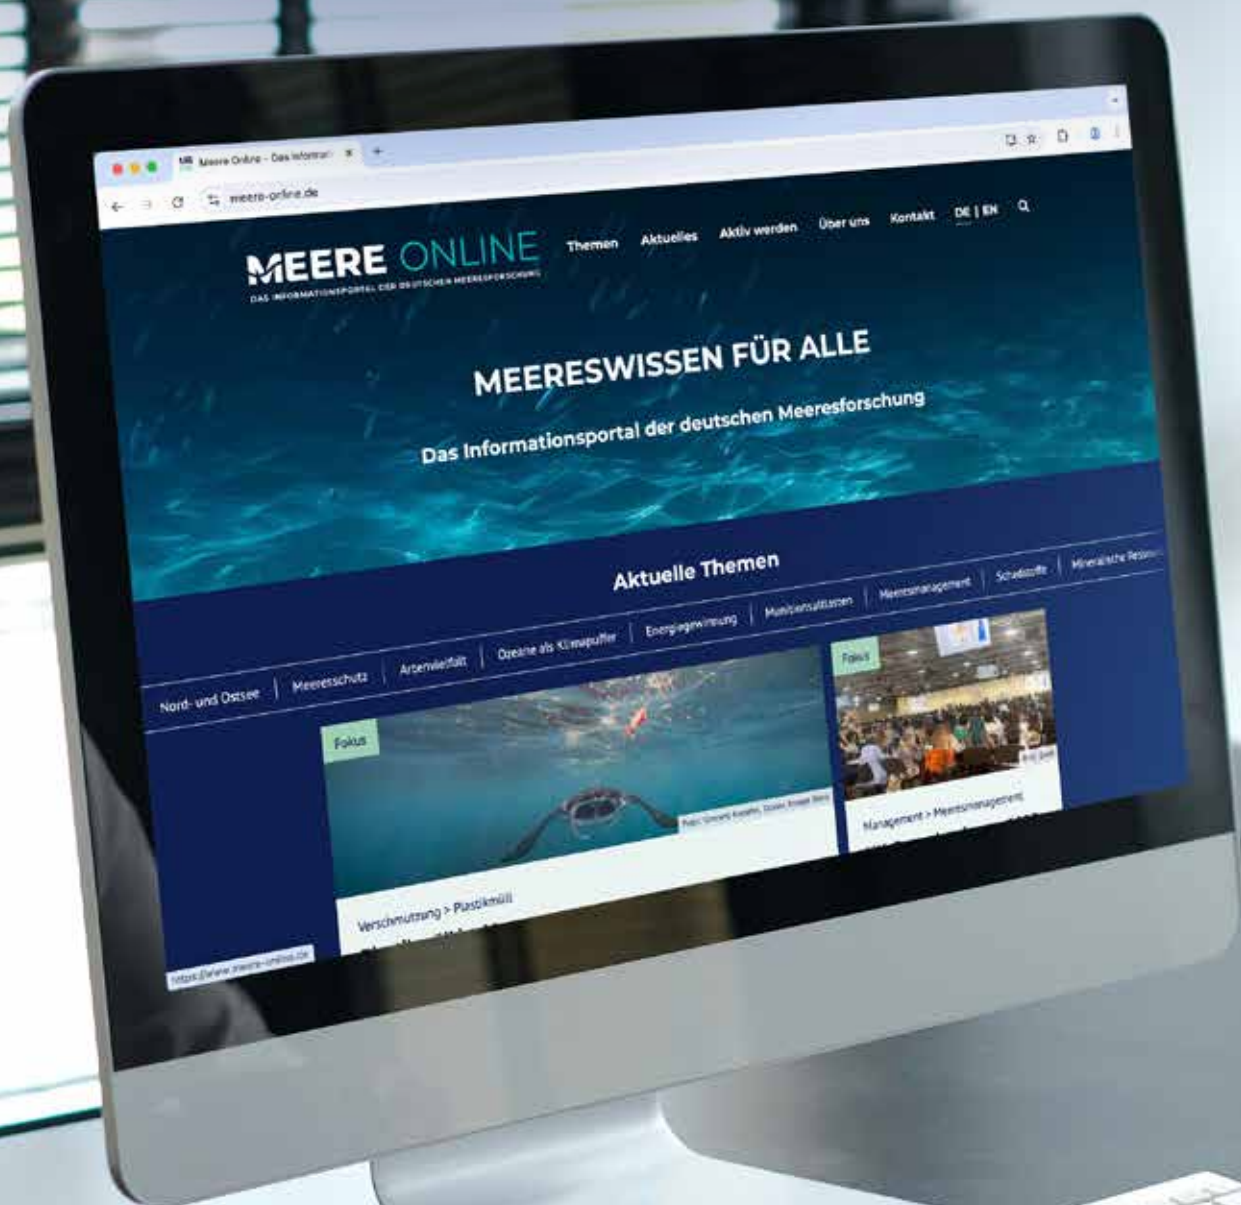 Meere Online - Das Informati
meere-online.de
MEERE ONLINE
DAS INFORMATIONSPORTAL DER DEUTSCHEN MEERESFORSCHUNG
Themen Aktuelles Aktiv werden Über uns Kontakt DE | EN
MEERESWISSEN FÜR ALLE
Das Informationsportal der deutschen Meeresforschung
Aktuelle Themen
Nord- und Ostsee | Meeresschutz | Artenvielfalt | Ozeane als Klimapuffer | Energiegewinnung | Munitionsaltlasten | Meeresmanagement | Schadstoffe | Mineralische Ressou
Fokus
Fokus
Verschmutzung > Plastikmüll
Management > Meeresmanagement
https://www.meere-online.de